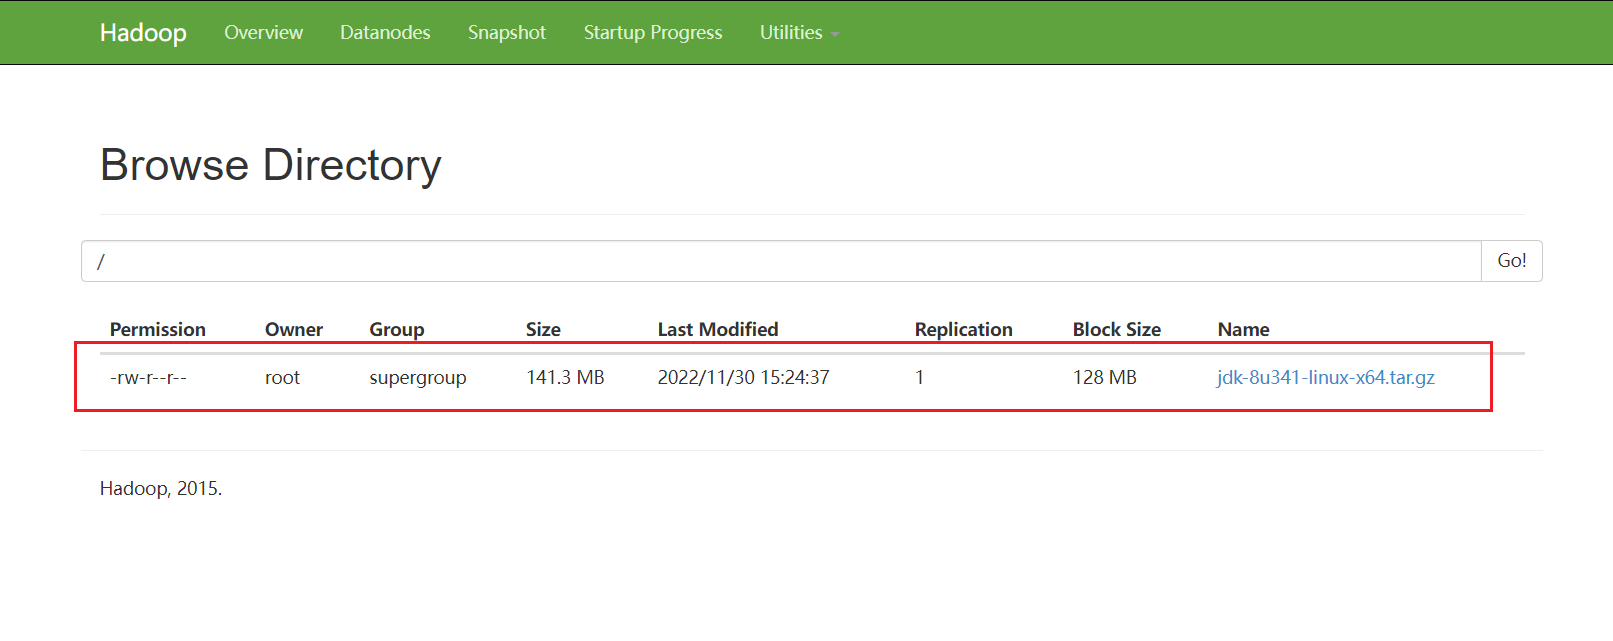 Hadoop Overview Datanodes Snapshot Startup Progress Utilities
Browse Directory
/ Go!
Permission Owner Group Size Last Modified Replication Block Size Name
-rw-r--r-- root supergroup 141.3 MB 2022/11/30 15:24:37 1 128 MB jdk-8u341-linux-x64.tar.gz
Hadoop, 2015.